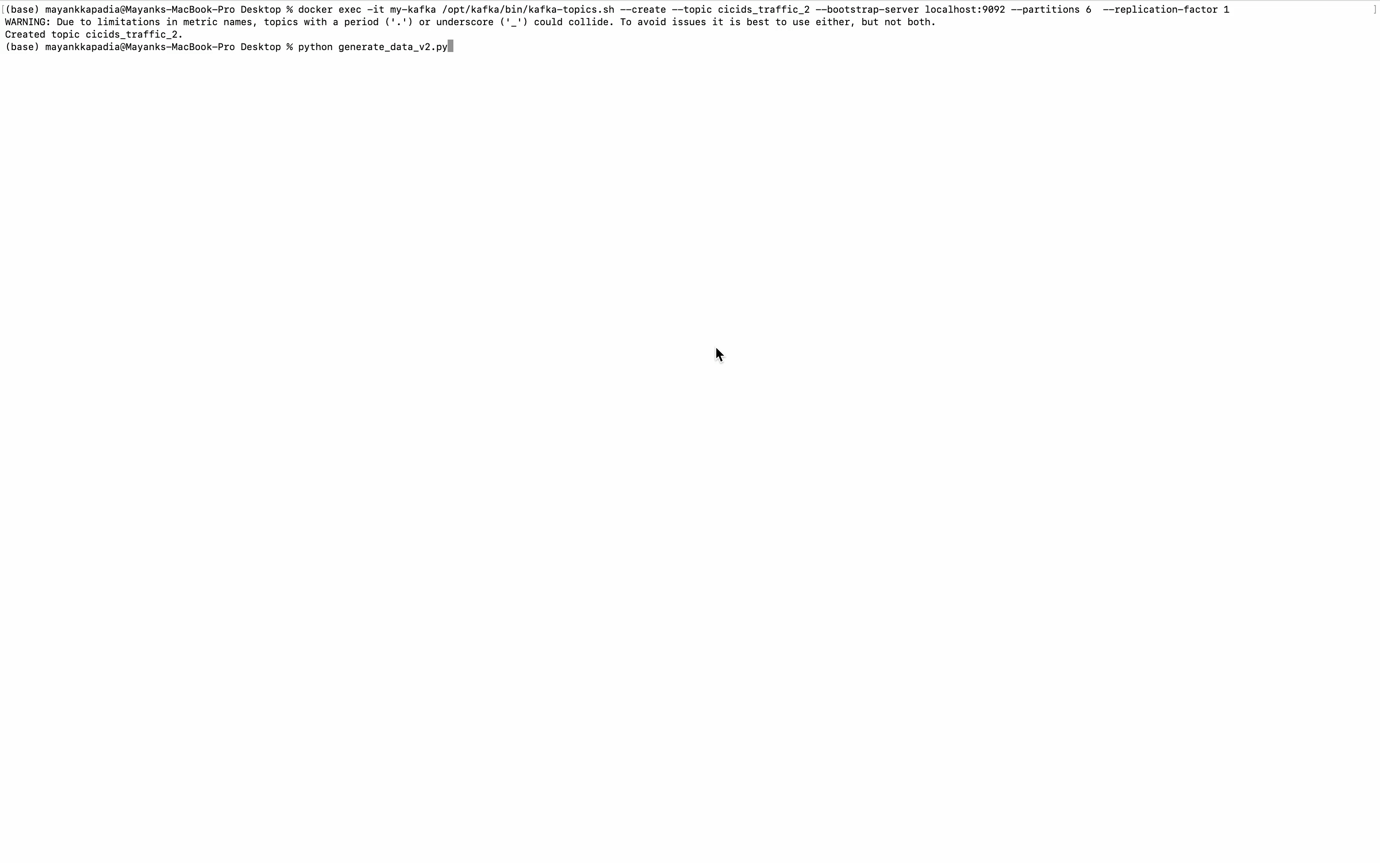 [(base) mayankkapadia@Mayanks-MacBook-Pro Desktop % docker exec -it my-kafka /opt/kafka/bin/kafka-topics.sh --create --topic cicids_traffic_2 --bootstrap-server localhost:9092 --partitions 6  --replication-factor 1 ]
WARNING: Due to limitations in metric names, topics with a period ('.') or underscore ('_') could collide. To avoid issues it is best to use either, but not both.
Created topic cicids_traffic_2.
(base) mayankkapadia@Mayanks-MacBook-Pro Desktop % python generate_data_v2.py